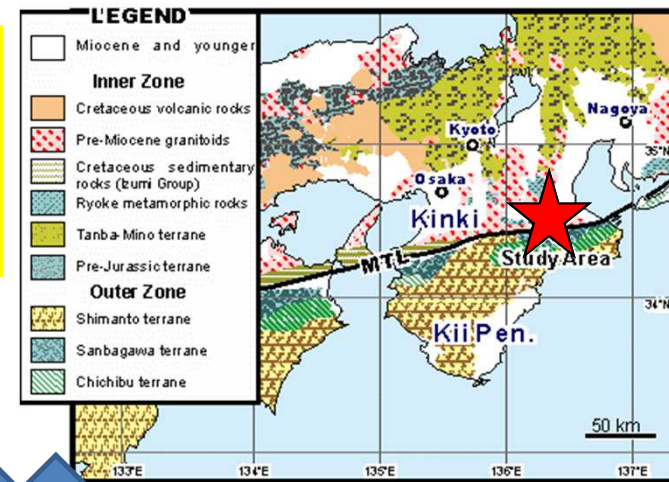 LEGEND
Miocene and younger
Inner Zone
Cretaceous volcanic rocks
Pre-Miocene granitoids
Cretaceous sedimentary
rocks (Izumi Group)
Ryoke metamorphic rocks
Tanba-Mino terrane
Pre-Jurassic terrane
Outer Zone
Shimanto terrane
Sanbagawa terrane
Chichibu terrane
Nagoya
Kyoto
35°N
Osaka
Kinki
MTL
Study Area
34°N
Kii Pen.
50 km
133°E
134°E
135°E
136°E
137°E